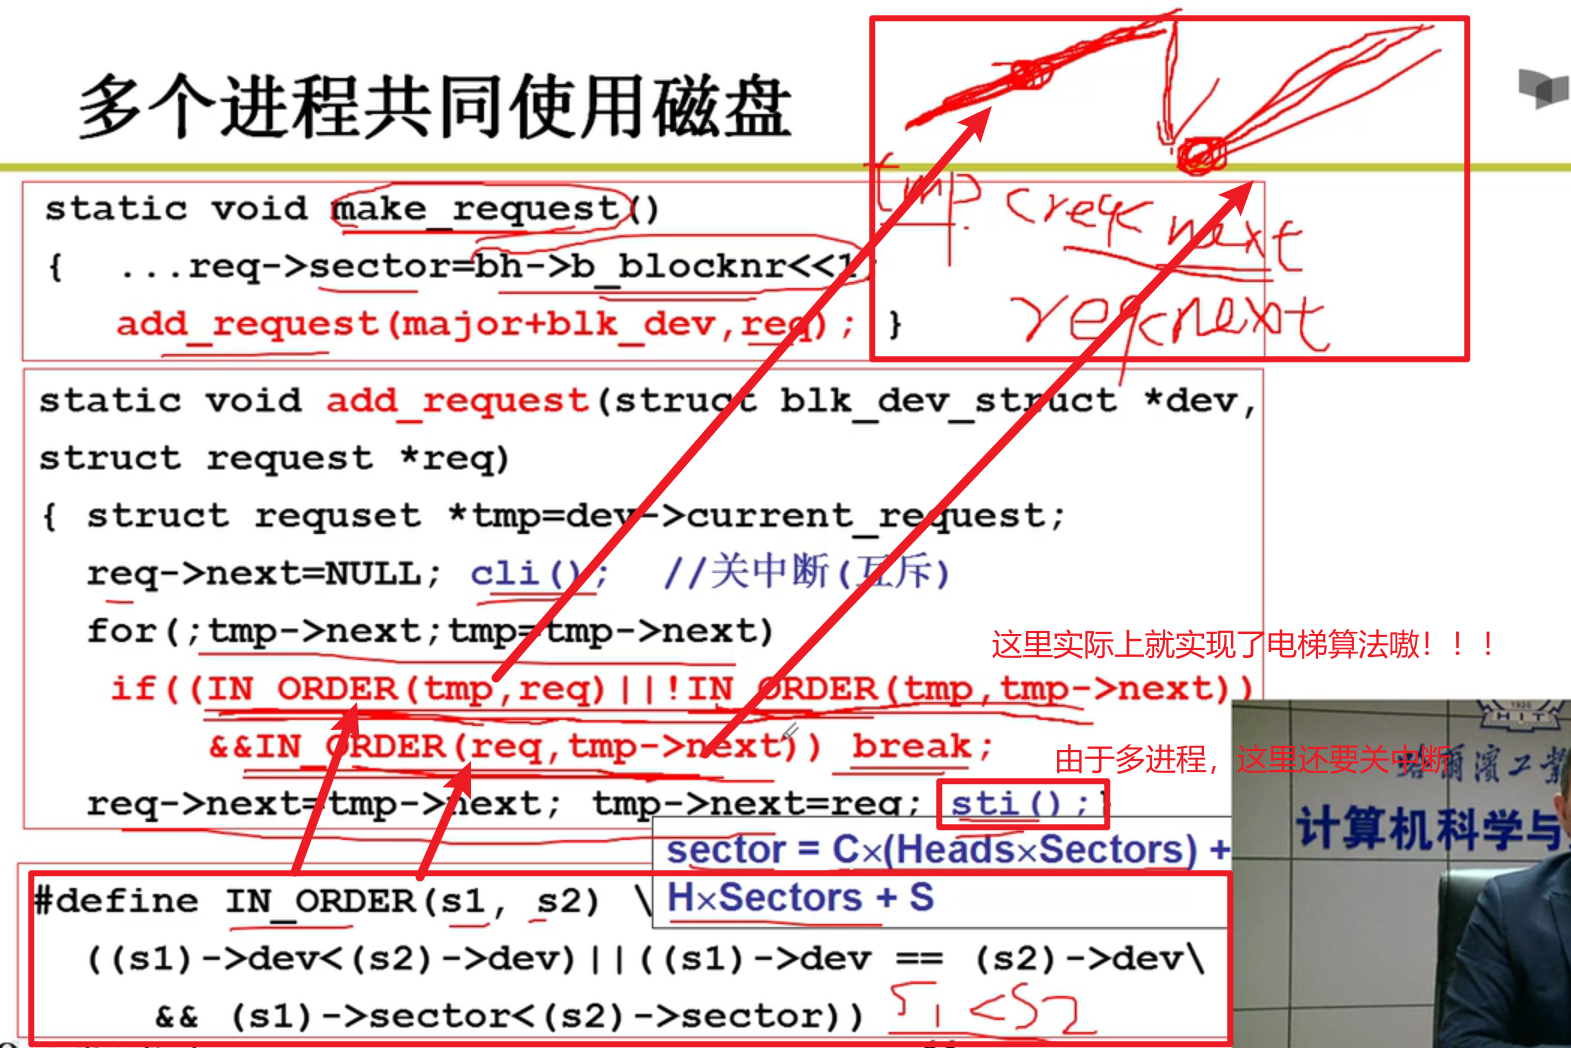 多个进程共同使用磁盘
static void make_request()
{ ...req->sector=bh->b_blocknr<<1;
add_request(major+blk_dev,req); }
tmp. <req< next
req next
static void add_request(struct blk_dev_struct *dev,
struct request *req)
{ struct requset *tmp=dev->current_request;
req->next=NULL; cli(); //关中断(互斥)
for(;tmp->next;tmp=tmp->next)
这里实际上就实现了电梯算法嗷！！！
if((IN_ORDER(tmp,req)||!IN_ORDER(tmp,tmp->next))
&&IN_ORDER(req,tmp->next)) break;
由于多进程，这里还要关中断
req->next=tmp->next; tmp->next=req; sti();}
sector = C×(Heads×Sectors) +
H×Sectors + S
#define IN_ORDER(s1, s2) \
((s1)->dev<(s2)->dev)||((s1)->dev == (s2)->dev\
&& (s1)->sector<(s2)->sector))
S1<S2
1920
HIT
计算机科学与